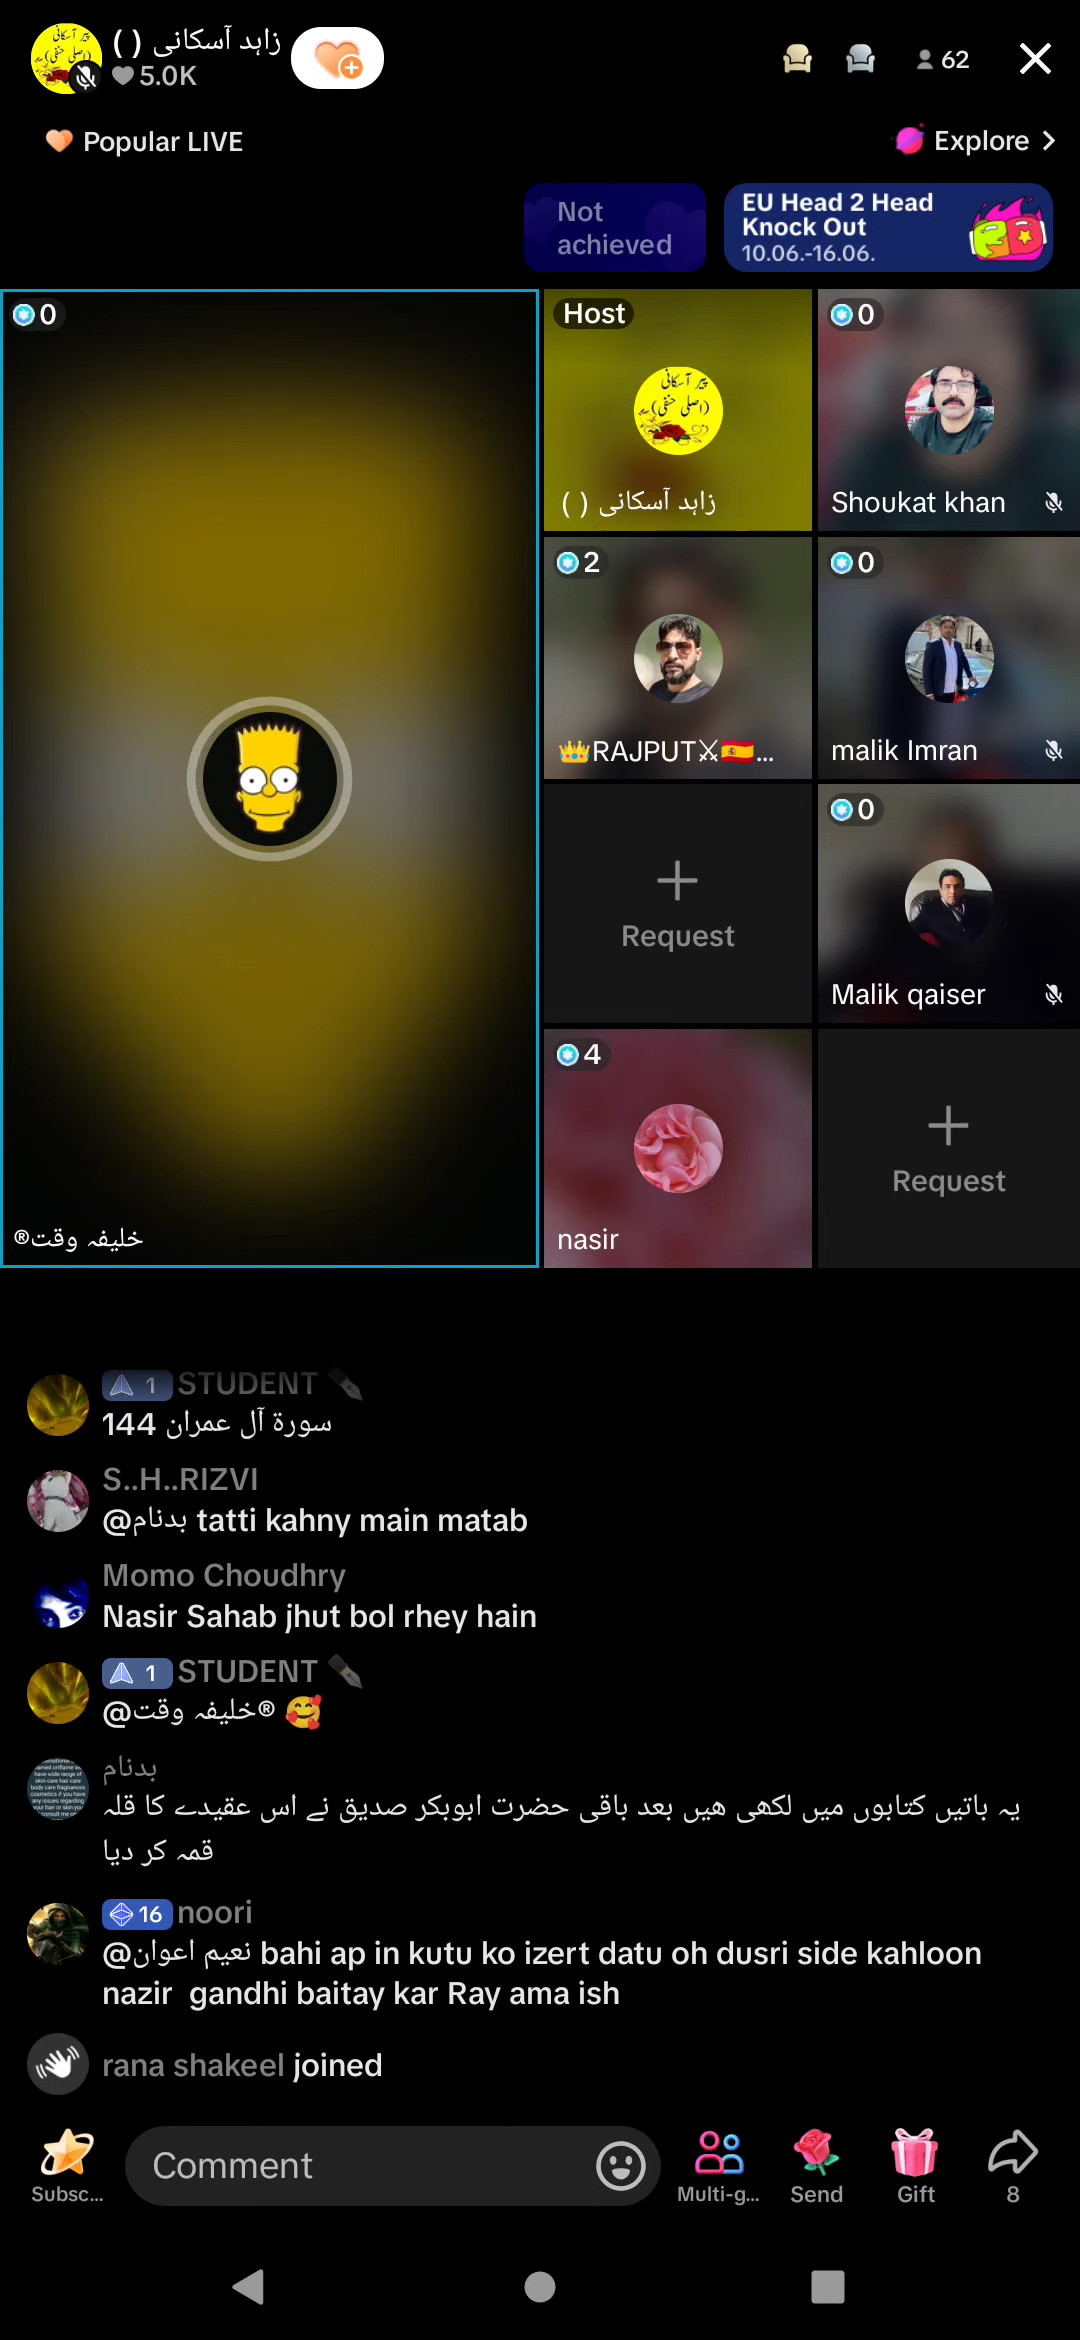 زاہد آسکانی ( )
5.0K
62
Popular LIVE
Explore
Not
achieved
EU Head 2 Head
Knock Out
10.06.-16.06.
0
خلیفہ وقت®
Host
پیر آسکانی
(اصلی حنفی)
زاہد آسکانی ( )
0
Shoukat khan
2
👑RAJPUT⚔🇪🇸...
0
malik Imran
Request
0
Malik qaiser
4
nasir
Request
1 STUDENT ✒
سورة آل عمران 144
S..H..RIZVI
@بدنام tatti kahny main matab
Momo Choudhry
Nasir Sahab jhut bol rhey hain
1 STUDENT ✒
@خلیفہ وقت® 🥰
بدنام
یہ باتیں کتابوں میں لکھی ھیں بعد باقی حضرت ابوبکر صدیق نے اس عقیدے کا قلہ
قمہ کر دیا
16 noori
@نعیم اعوان bahi ap in kutu ko izert datu oh dusri side kahloon
nazir gandhi baitay kar Ray ama ish
rana shakeel joined
Subsc...
Comment
Multi-g...
Send
Gift
8